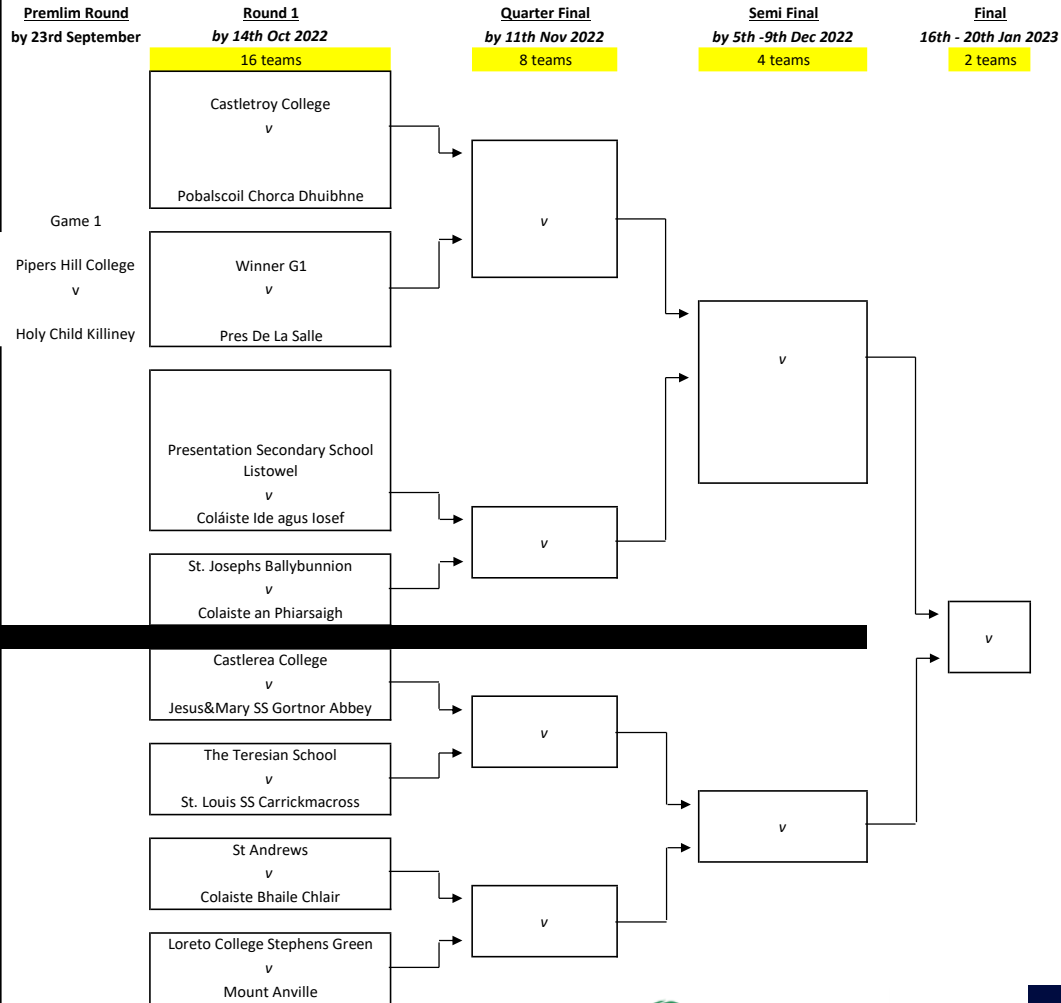 Premlim Round
by 23rd September
Round 1
by 14th Oct 2022
16 teams
Quarter Final
by 11th Nov 2022
8 teams
Semi Final
by 5th -9th Dec 2022
4 teams
Final
16th - 20th Jan 2023
2 teams
Game 1
Pipers Hill College
v
Holy Child Killiney
Castletroy College
v
Pobalscoil Chorca Dhuibhne
Winner G1
v
Pres De La Salle
Presentation Secondary School
Listowel
v
Coláiste Ide agus Iosef
St. Josephs Ballybunnion
v
Colaiste an Phiarsaigh
Castlerea College
v
Jesus&Mary SS Gortnor Abbey
The Teresian School
v
St. Louis SS Carrickmacross
St Andrews
v
Colaiste Bhaile Chlair
Loreto College Stephens Green
v
Mount Anville
v
v
v
v
v
v
v